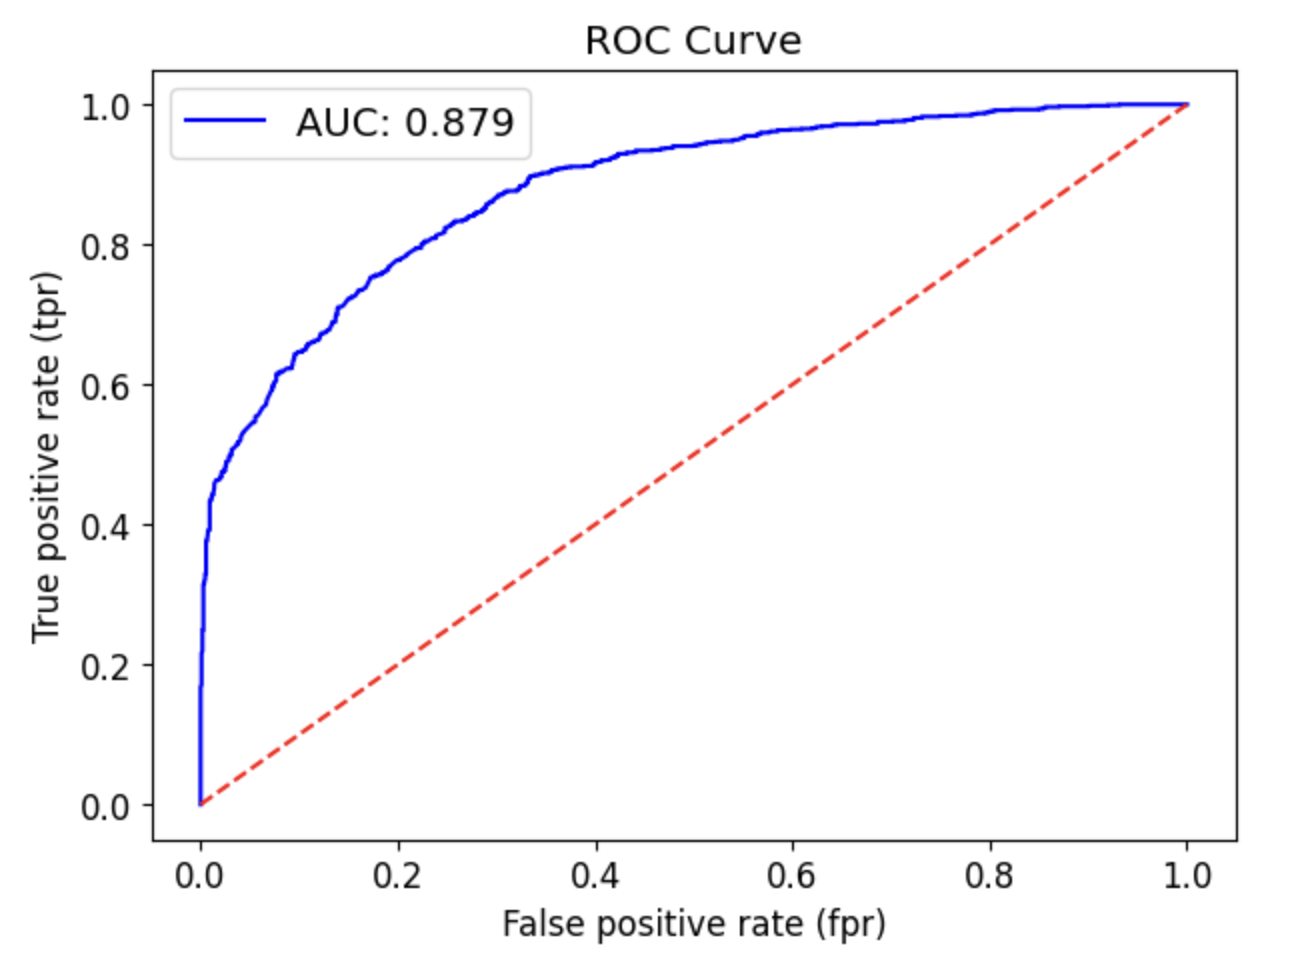 ROC Curve
AUC: 0.879
True positive rate (tpr)
1.0
0.8
0.6
0.4
0.2
0.0
0.0 0.2 0.4 0.6 0.8 1.0
False positive rate (fpr)